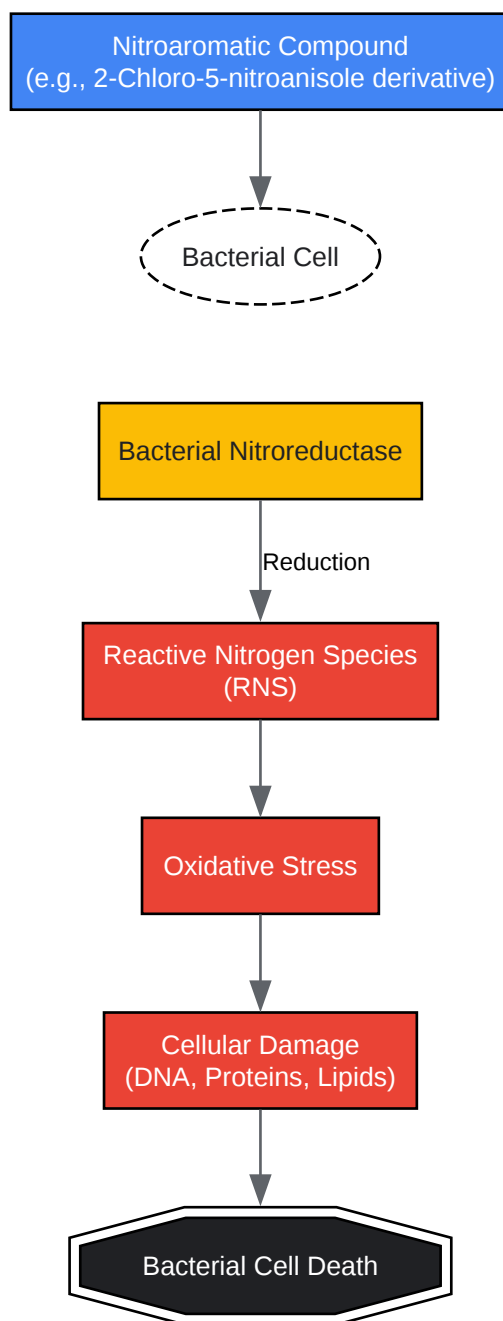 Nitroaromatic Compound
(e.g., 2-Chloro-5-nitroanisole derivative)
Bacterial Cell
Bacterial Nitroreductase
Reduction
Reactive Nitrogen Species
(RNS)
Oxidative Stress
Cellular Damage
(DNA, Proteins, Lipids)
Bacterial Cell Death